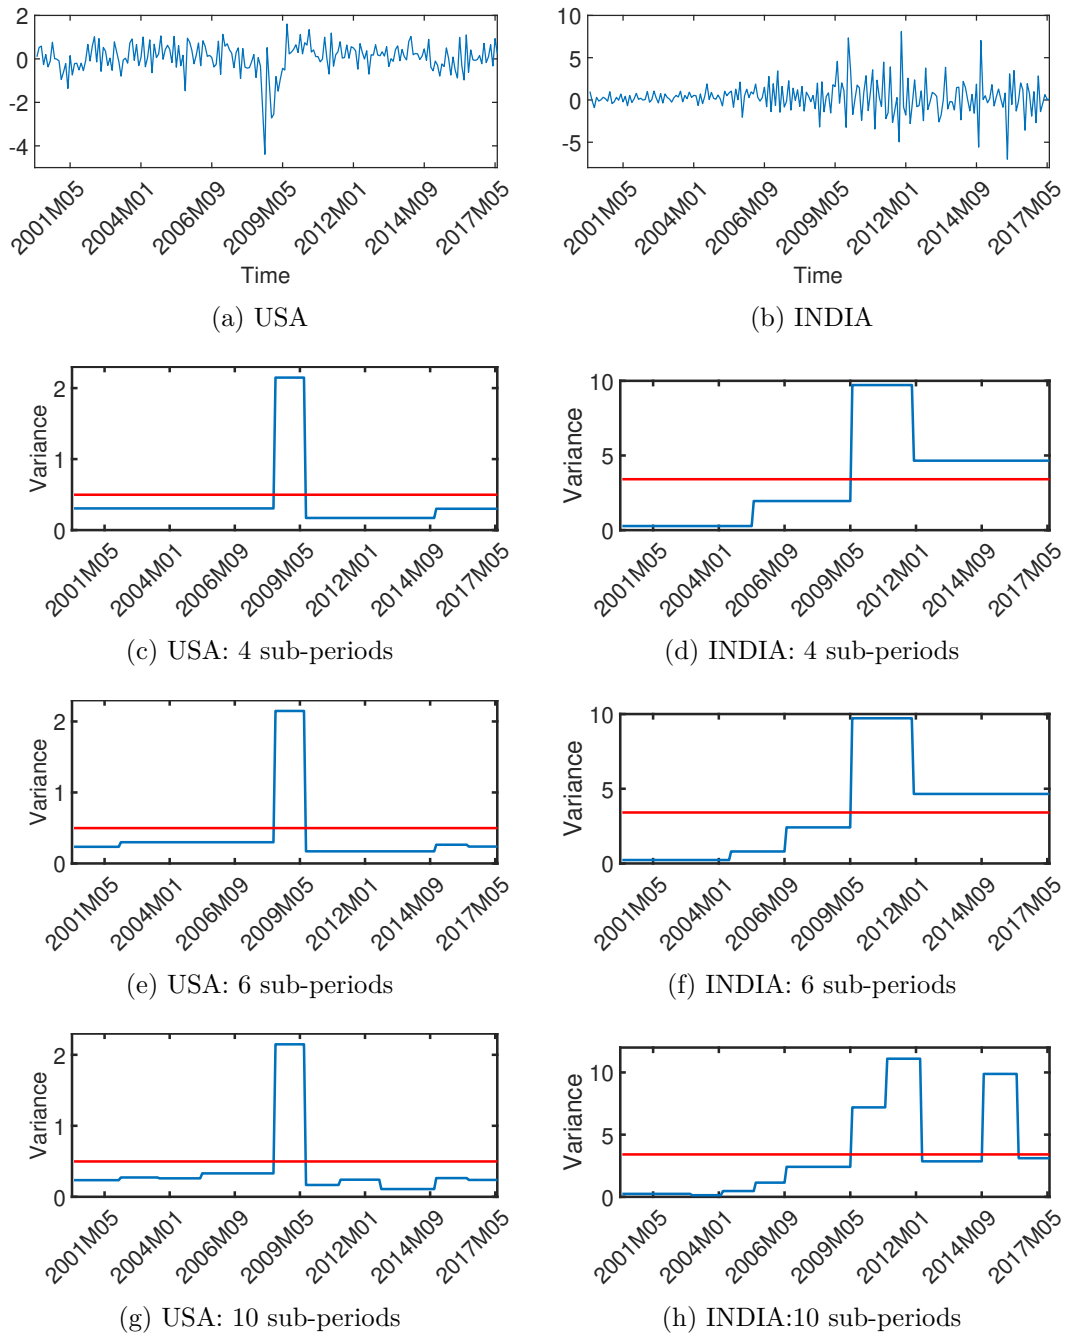 2
0
-2
-4
2001M05
2004M01
2006M09
2009M05
2012M01
2014M09
2017M05
Time
(a) USA
10
5
0
-5
2001M05
2004M01
2006M09
2009M05
2012M01
2014M09
2017M05
Time
(b) INDIA
Variance
2
1
0
2001M05
2004M01
2006M09
2009M05
2012M01
2014M09
2017M05
(c) USA: 4 sub-periods
Variance
10
5
0
2001M05
2004M01
2006M09
2009M05
2012M01
2014M09
2017M05
(d) INDIA: 4 sub-periods
Variance
2
1
0
2001M05
2004M01
2006M09
2009M05
2012M01
2014M09
2017M05
(e) USA: 6 sub-periods
Variance
10
5
0
2001M05
2004M01
2006M09
2009M05
2012M01
2014M09
2017M05
(f) INDIA: 6 sub-periods
Variance
2
1
0
2001M05
2004M01
2006M09
2009M05
2012M01
2014M09
2017M05
(g) USA: 10 sub-periods
Variance
10
5
0
2001M05
2004M01
2006M09
2009M05
2012M01
2014M09
2017M05
(h) INDIA:10 sub-periods